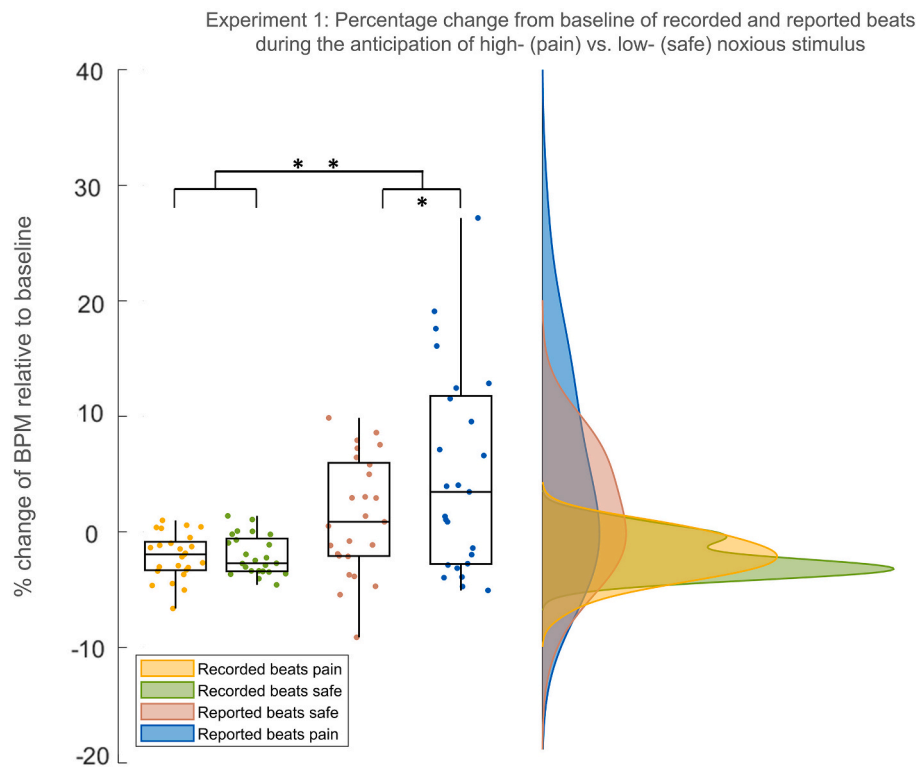 Experiment 1: Percentage change from baseline of recorded and reported beats
during the anticipation of high- (pain) vs. low- (safe) noxious stimulus
% change of BPM relative to baseline
40
30
20
10
0
-10
-20
* *
*
Recorded beats pain
Recorded beats safe
Reported beats safe
Reported beats pain